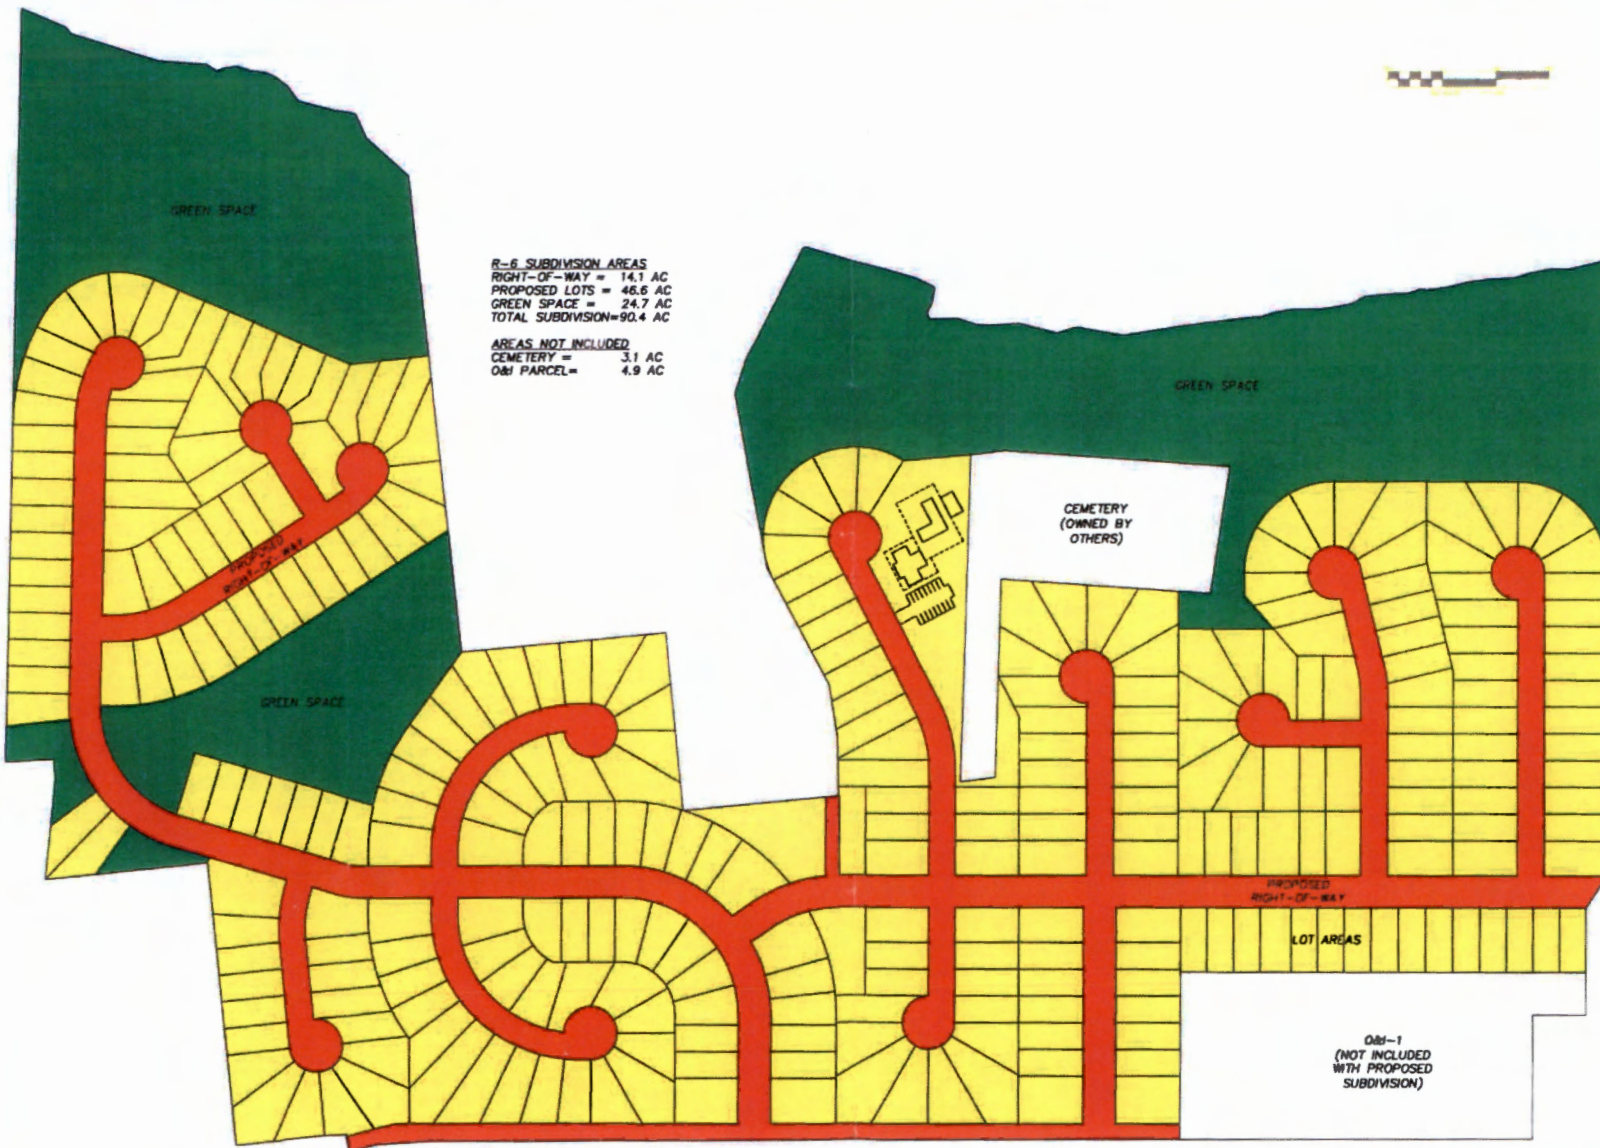 GREEN SPACE
R-6 SUBDIVISION AREAS
RIGHT-OF-WAY = 14.1 AC
PROPOSED LOTS = 46.6 AC
GREEN SPACE = 24.7 AC
TOTAL SUBDIVISION=90.4 AC
AREAS NOT INCLUDED
CEMETERY = 3.1 AC
O&I PARCEL= 4.9 AC
GREEN SPACE
CEMETERY
(OWNED BY
OTHERS)
PROPOSED
RIGHT-OF-WAY
GREEN SPACE
PROPOSED
RIGHT-OF-WAY
LOT AREAS
O&I-1
(NOT INCLUDED
WITH PROPOSED
SUBDIVISION)